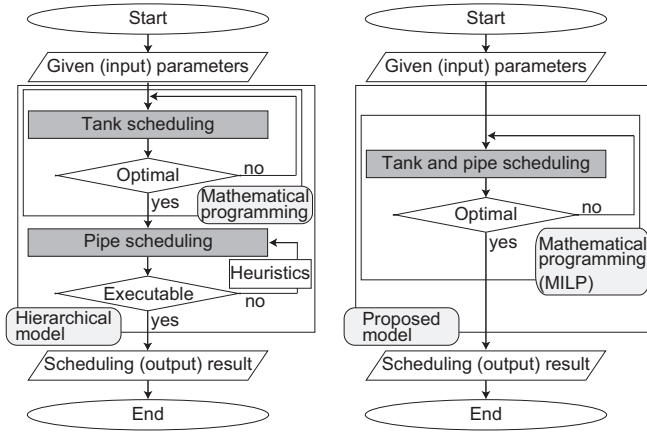 Start
Given (input) parameters
Tank scheduling
Optimal
no
yes
Mathematical
programming
Pipe scheduling
Heuristics
Executable
no
yes
Hierarchical
model
Scheduling (output) result
End
Start
Given (input) parameters
Tank and pipe scheduling
Optimal
no
yes
Mathematical
programming
(MILP)
Proposed
model
Scheduling (output) result
End